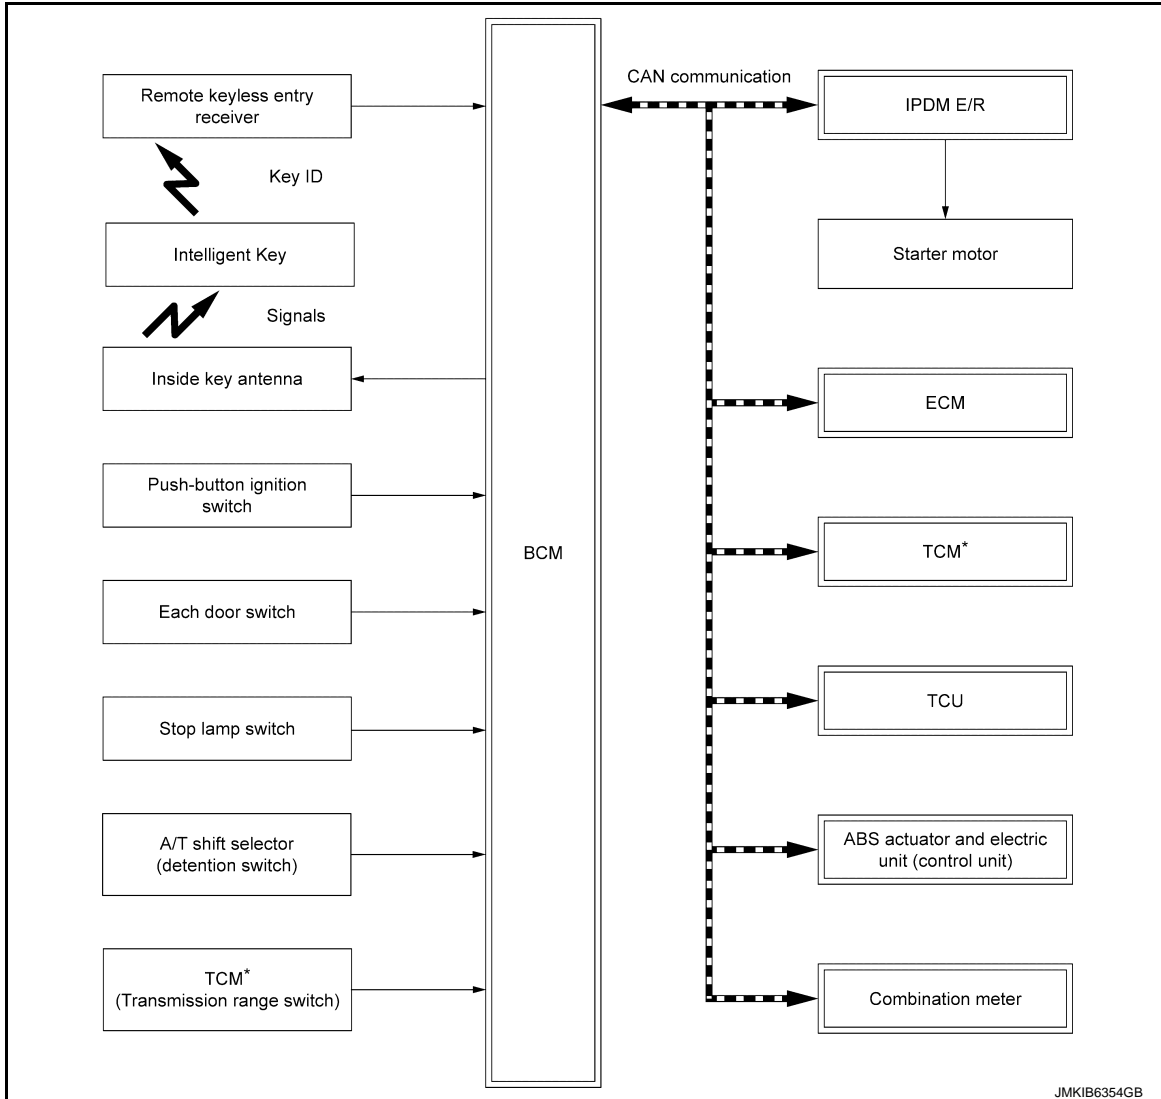 Remote keyless entry
receiver
Key ID
Intelligent Key
Signals
Inside key antenna
Push-button ignition
switch
Each door switch
Stop lamp switch
A/T shift selector
(detention switch)
TCM*
(Transmission range switch)
BCM
CAN communication
IPDM E/R
Starter motor
ECM
TCM*
TCU
ABS actuator and electric
unit (control unit)
Combination meter
JMKIB6354GB